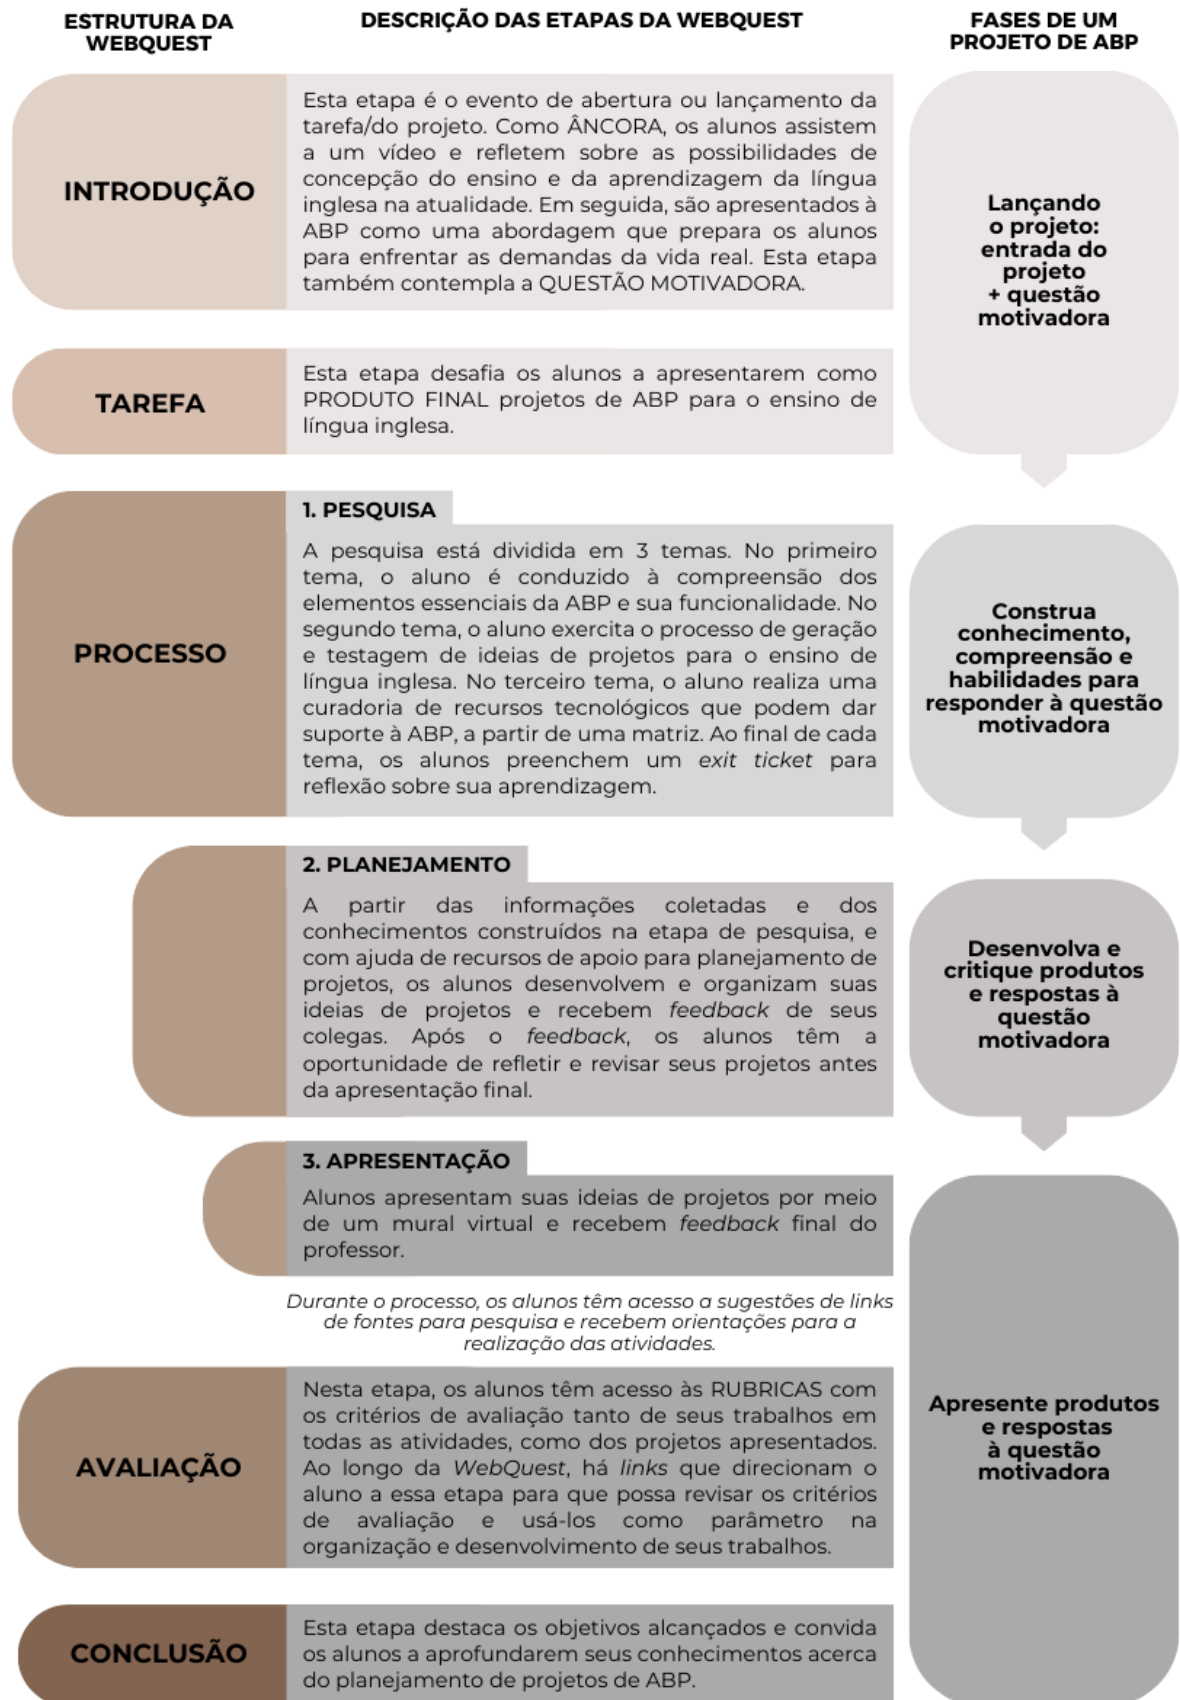 ESTRUTURA DA
WEBQUEST
DESCRIÇÃO DAS ETAPAS DA WEBQUEST
FASES DE UM
PROJETO DE ABP
INTRODUÇÃO
Esta etapa é o evento de abertura ou lançamento da
tarefa/do projeto. Como ÂNCORA, os alunos assistem
a um vídeo e refletem sobre as possibilidades de
concepção do ensino e da aprendizagem da língua
inglesa na atualidade. Em seguida, são apresentados à
ABP como uma abordagem que prepara os alunos
para enfrentar as demandas da vida real. Esta etapa
também contempla a QUESTÃO MOTIVADORA.
Lançando
o projeto:
entrada do
projeto
+ questão
motivadora
TAREFA
Esta etapa desafia os alunos a apresentarem como
PRODUTO FINAL projetos de ABP para o ensino de
língua inglesa.
PROCESSO
1. PESQUISA
A pesquisa está dividida em 3 temas. No primeiro
tema, o aluno é conduzido à compreensão dos
elementos essenciais da ABP e sua funcionalidade. No
segundo tema, o aluno exercita o processo de geração
e testagem de ideias de projetos para o ensino de
língua inglesa. No terceiro tema, o aluno realiza uma
curadoria de recursos tecnológicos que podem dar
suporte à ABP, a partir de uma matriz. Ao final de cada
tema, os alunos preenchem um exit ticket para
reflexão sobre sua aprendizagem.
Construa
conhecimento,
compreensão e
habilidades para
responder à questão
motivadora
2. PLANEJAMENTO
A partir das informações coletadas e dos
conhecimentos construídos na etapa de pesquisa, e
com ajuda de recursos de apoio para planejamento de
projetos, os alunos desenvolvem e organizam suas
ideias de projetos e recebem feedback de seus
colegas. Após o feedback, os alunos têm a
oportunidade de refletir e revisar seus projetos antes
da apresentação final.
Desenvolva e
critique produtos
e respostas à
questão
motivadora
3. APRESENTAÇÃO
Alunos apresentam suas ideias de projetos por meio
de um mural virtual e recebem feedback final do
professor.
Durante o processo, os alunos têm acesso a sugestões de links
de fontes para pesquisa e recebem orientações para a
realização das atividades.
AVALIAÇÃO
Nesta etapa, os alunos têm acesso às RUBRICAS com
os critérios de avaliação tanto de seus trabalhos em
todas as atividades, como dos projetos apresentados.
Ao longo da WebQuest, há links que direcionam o
aluno a essa etapa para que possa revisar os critérios
de avaliação e usá-los como parâmetro na
organização e desenvolvimento de seus trabalhos.
Apresente produtos
e respostas
à questão
motivadora
CONCLUSÃO
Esta etapa destaca os objetivos alcançados e convida
os alunos a aprofundarem seus conhecimentos acerca
do planejamento de projetos de ABP.